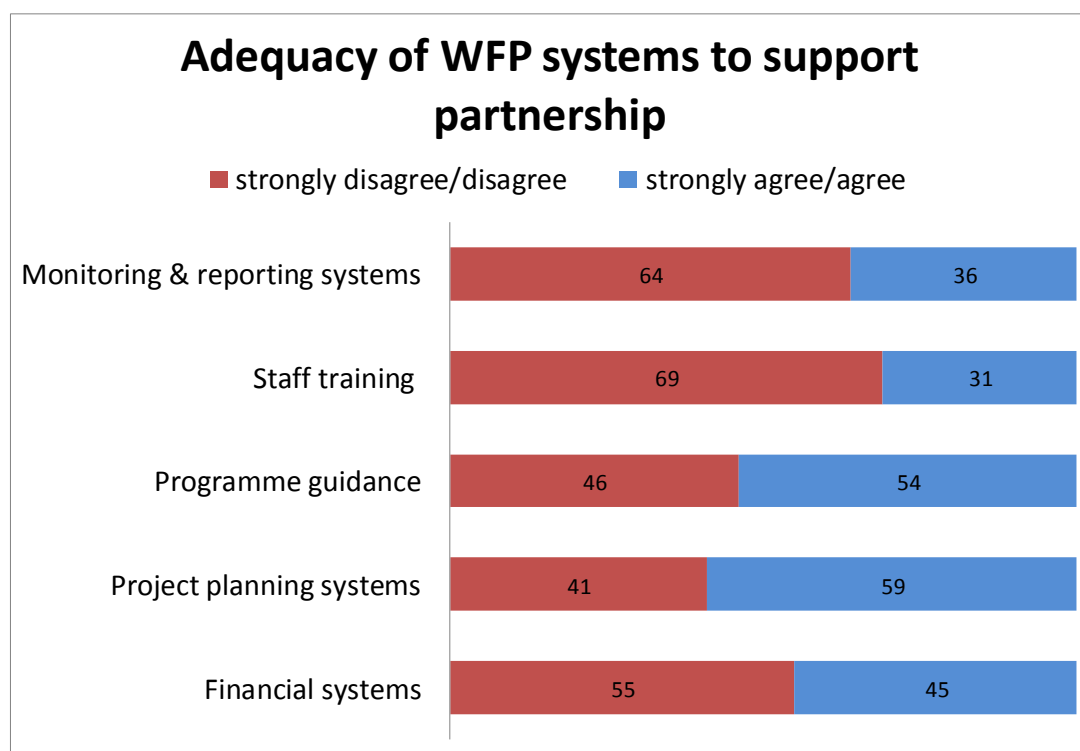 Adequacy of WFP systems to support
partnership
strongly disagree/disagree strongly agree/agree
Monitoring & reporting systems 64 36
Staff training 69 31
Programme guidance 46 54
Project planning systems 41 59
Financial systems 55 45